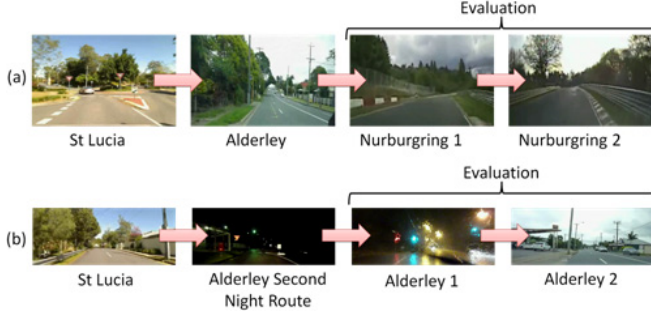 Evaluation
(a)
St Lucia Alderley Nurburgring 1 Nurburgring 2
Evaluation
(b)
St Lucia Alderley Second Night Route Alderley 1 Alderley 2